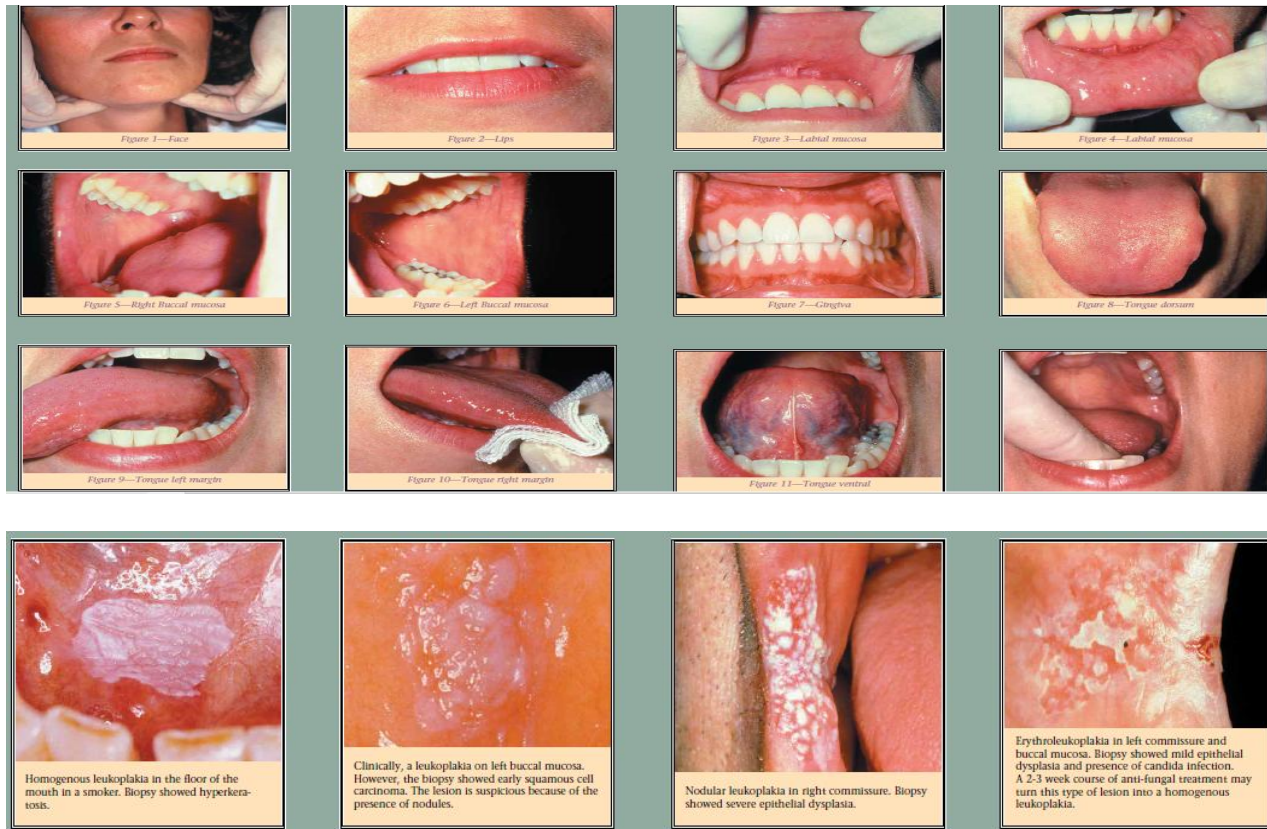 Figure 1—Face
Figure 2—Lips
Figure 3—Labial mucosa
Figure 4—Labial mucosa
Figure 5—Right Buccal mucosa
Figure 6—Left Buccal mucosa
Figure 7—Gingiva
Figure 8—Tongue dorsum
Figure 9—Tongue left margin
Figure 10—Tongue right margin
Figure 11—Tongue ventral
Homogenous leukoplakia in the floor of the
mouth in a smoker. Biopsy showed hyperkera-
tosis.
Clinically, a leukoplakia on left buccal mucosa.
However, the biopsy showed early squamous cell
carcinoma. The lesion is suspicious because of the
presence of nodules.
Nodular leukoplakia in right commissure. Biopsy
showed severe epithelial dysplasia.
Erythroleukoplakia in left commissure and
buccal mucosa. Biopsy showed mild epithelial
dysplasia and presence of candida infection.
A 2-3 week course of anti-fungal treatment may
turn this type of lesion into a homogenous
leukoplakia.